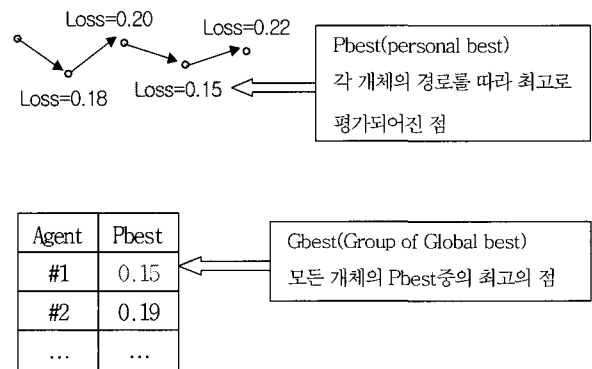 Loss=0.20
Loss=0.22
Loss=0.18
Loss=0.15
Pbest(personal best)
각 개체의 경로를 따라 최고로
평가되어진 점
Agent Pbest
#1 0.15
#2 0.19
... ...
Gbest(Group of Global best)
모든 개체의 Pbest중의 최고의 점